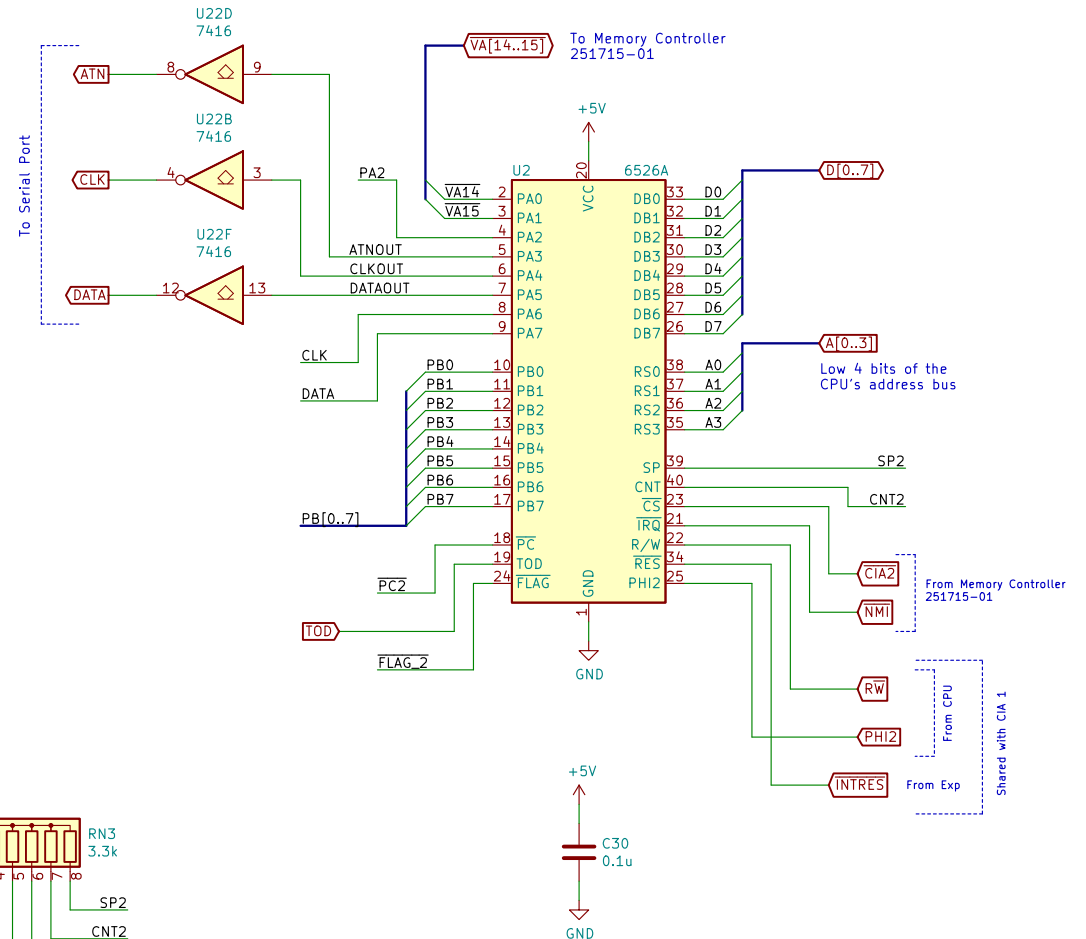 U22D
7416
ATN
8
9
To Serial Port
U22B
7416
CLK
4
3
U22F
7416
DATA
12
13
VA[14..15]
To Memory Controller
251715-01
+5V
20
VCC
U2
6526A
PA2
VA14
2
PA0
VA15
3
PA1
4
PA2
ATNOUT
5
PA3
CLKOUT
6
PA4
DATAOUT
7
PA5
8
PA6
9
PA7
CLK
DATA
PB0
10
PB0
PB1
11
PB1
PB2
12
PB2
PB3
13
PB3
PB4
14
PB4
PB5
15
PB5
PB6
16
PB6
PB7
17
PB7
PB[0..7]
18
PC
19
TOD
24
FLAG
PC2
TOD
FLAG_2
DB0
33
D0
DB1
32
D1
DB2
31
D2
DB3
30
D3
DB4
29
D4
DB5
28
D5
DB6
27
D6
DB7
26
D7
D[0..7]
RS0
38
A0
RS1
37
A1
RS2
36
A2
RS3
35
A3
A[0..3]
Low 4 bits of the
CPU's address bus
SP
39
SP2
CNT
40
CNT2
CS
23
IRQ
21
R/W
22
RES
34
PHI2
25
GND
1
GND
CIA2
NMI
From Memory Controller
251715-01
RW
PHI2
From CPU
INTRES
From Exp
Shared with CIA 1
+5V
C30
0.1u
GND
RN3
3.3k
4
5
6
7
8
SP2
CNT2